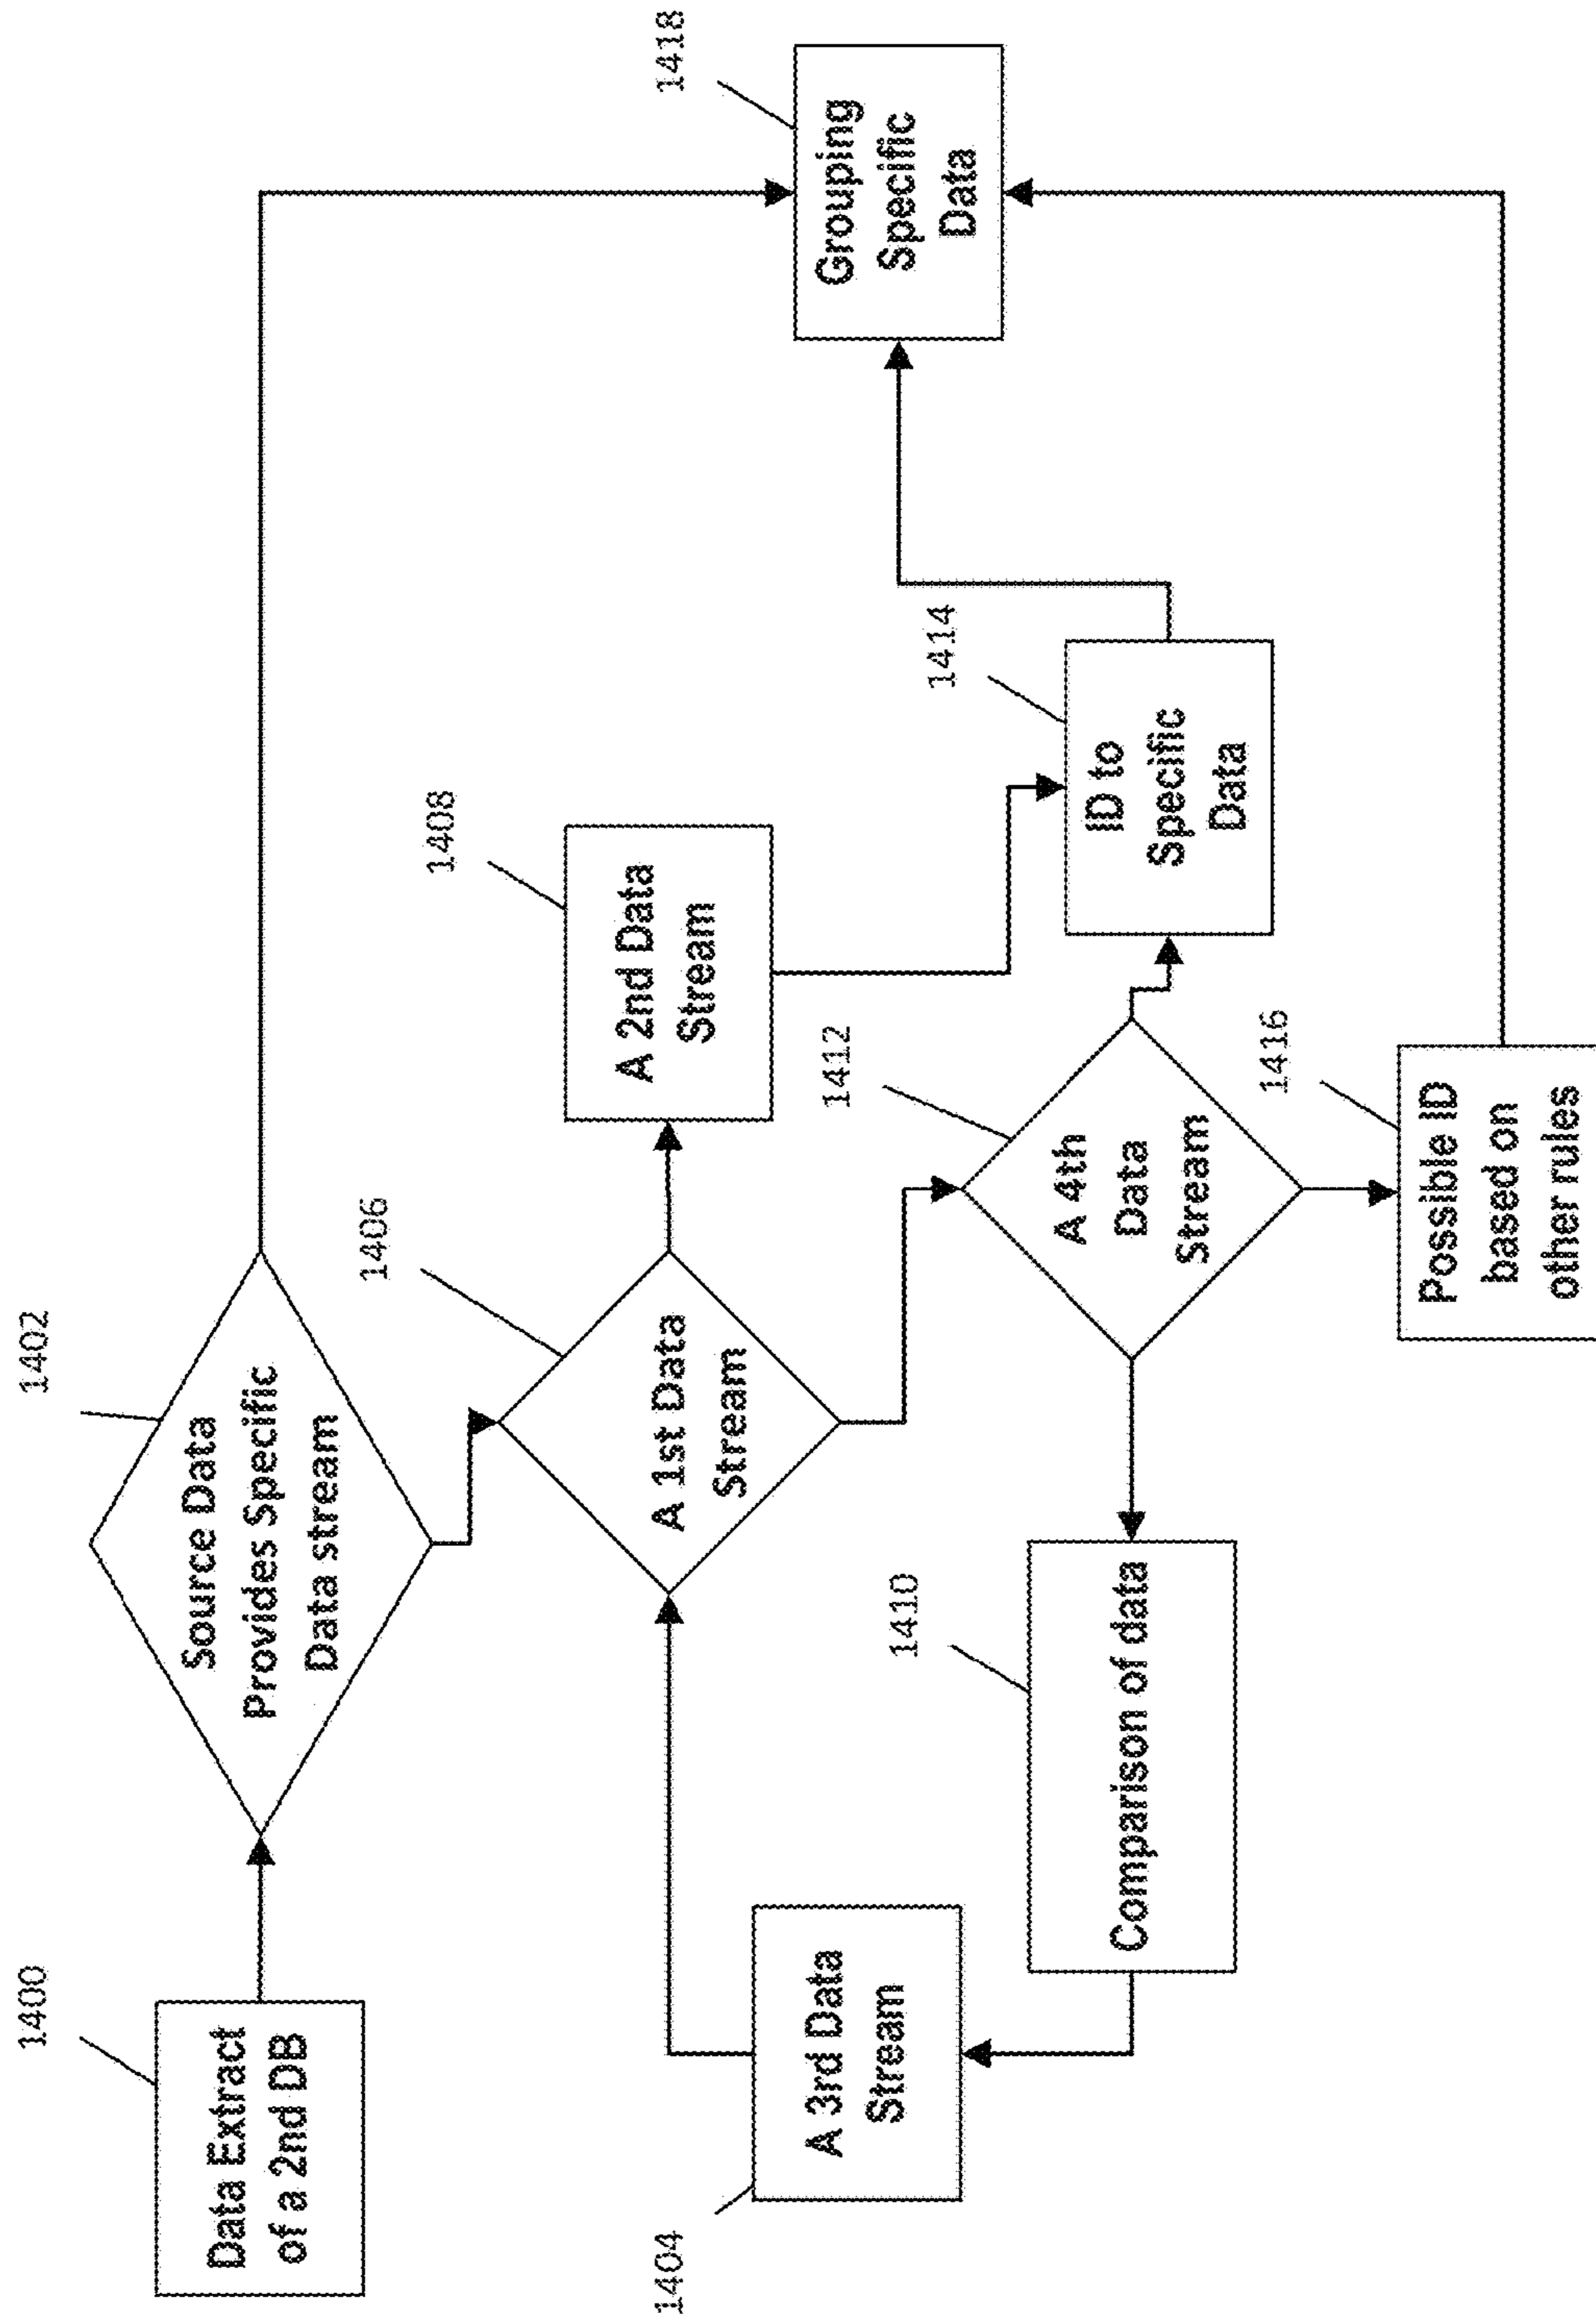 1400
Data Extract
of a 2nd DB
1402
Source Data
Provides Specific
Data stream
1404
A 3rd Data
Stream
1406
A 1st Data
Stream
1408
A 2nd Data
Stream
1410
Comparison of data
1412
A 4th
Data
Stream
1414
ID to
Specific
Data
1416
Possible ID
based on
other rules
1418
Grouping
Specific
Data